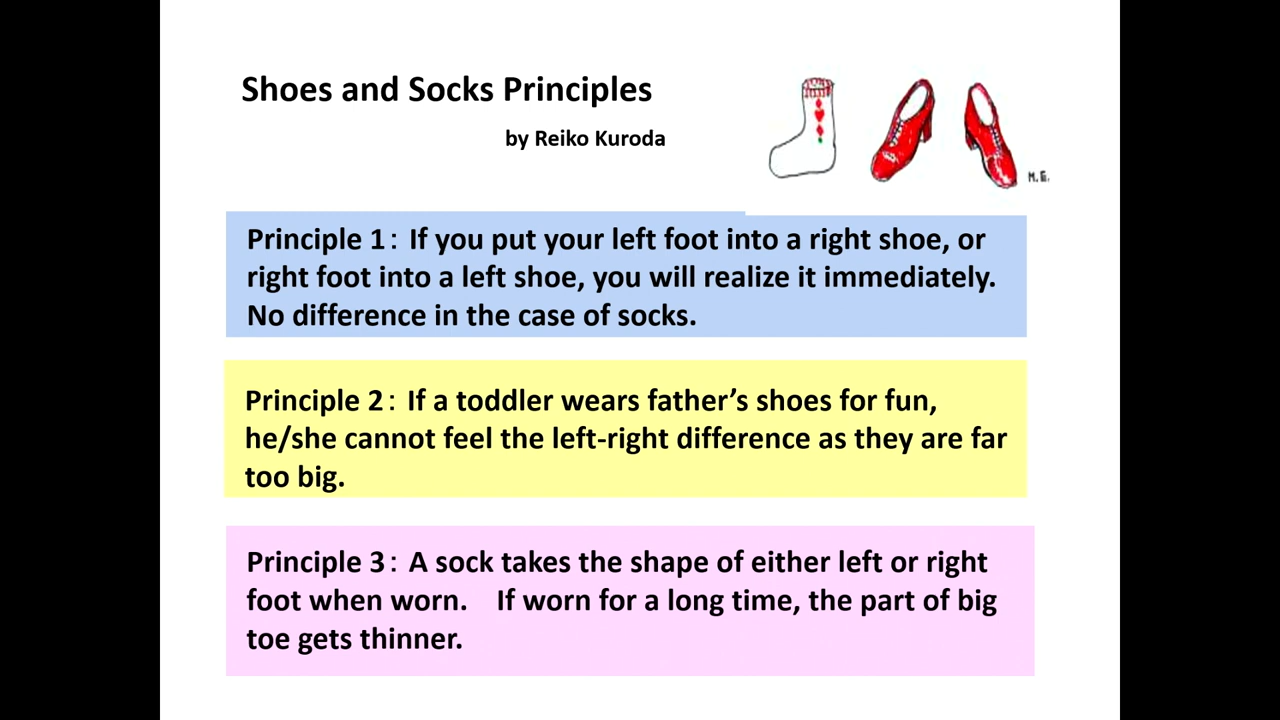 Shoes and Socks Principles
by Reiko Kuroda
M.G.
Principle 1: If you put your left foot into a right shoe, or
right foot into a left shoe, you will realize it immediately.
No difference in the case of socks.
Principle 2: If a toddler wears father’s shoes for fun,
he/she cannot feel the left-right difference as they are far
too big.
Principle 3: A sock takes the shape of either left or right
foot when worn. If worn for a long time, the part of big
toe gets thinner.